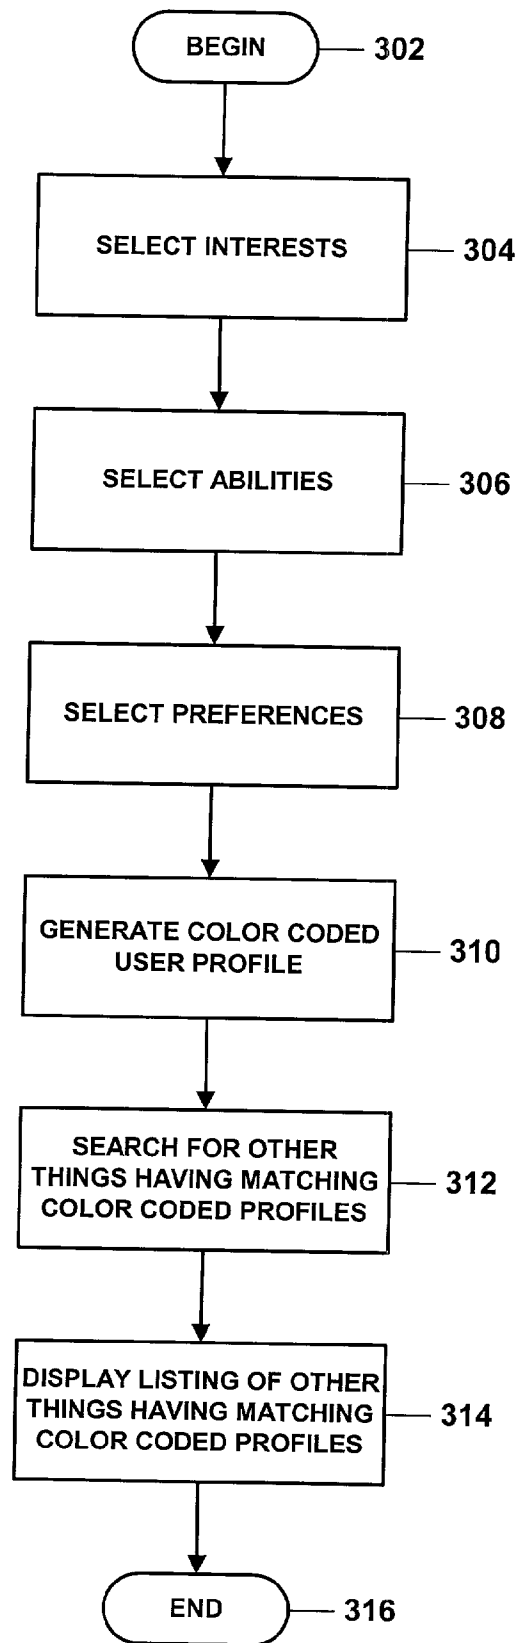 BEGIN
302
SELECT INTERESTS
304
SELECT ABILITIES
306
SELECT PREFERENCES
308
GENERATE COLOR CODED
USER PROFILE
310
SEARCH FOR OTHER
THINGS HAVING MATCHING
COLOR CODED PROFILES
312
DISPLAY LISTING OF OTHER
THINGS HAVING MATCHING
COLOR CODED PROFILES
314
END
316